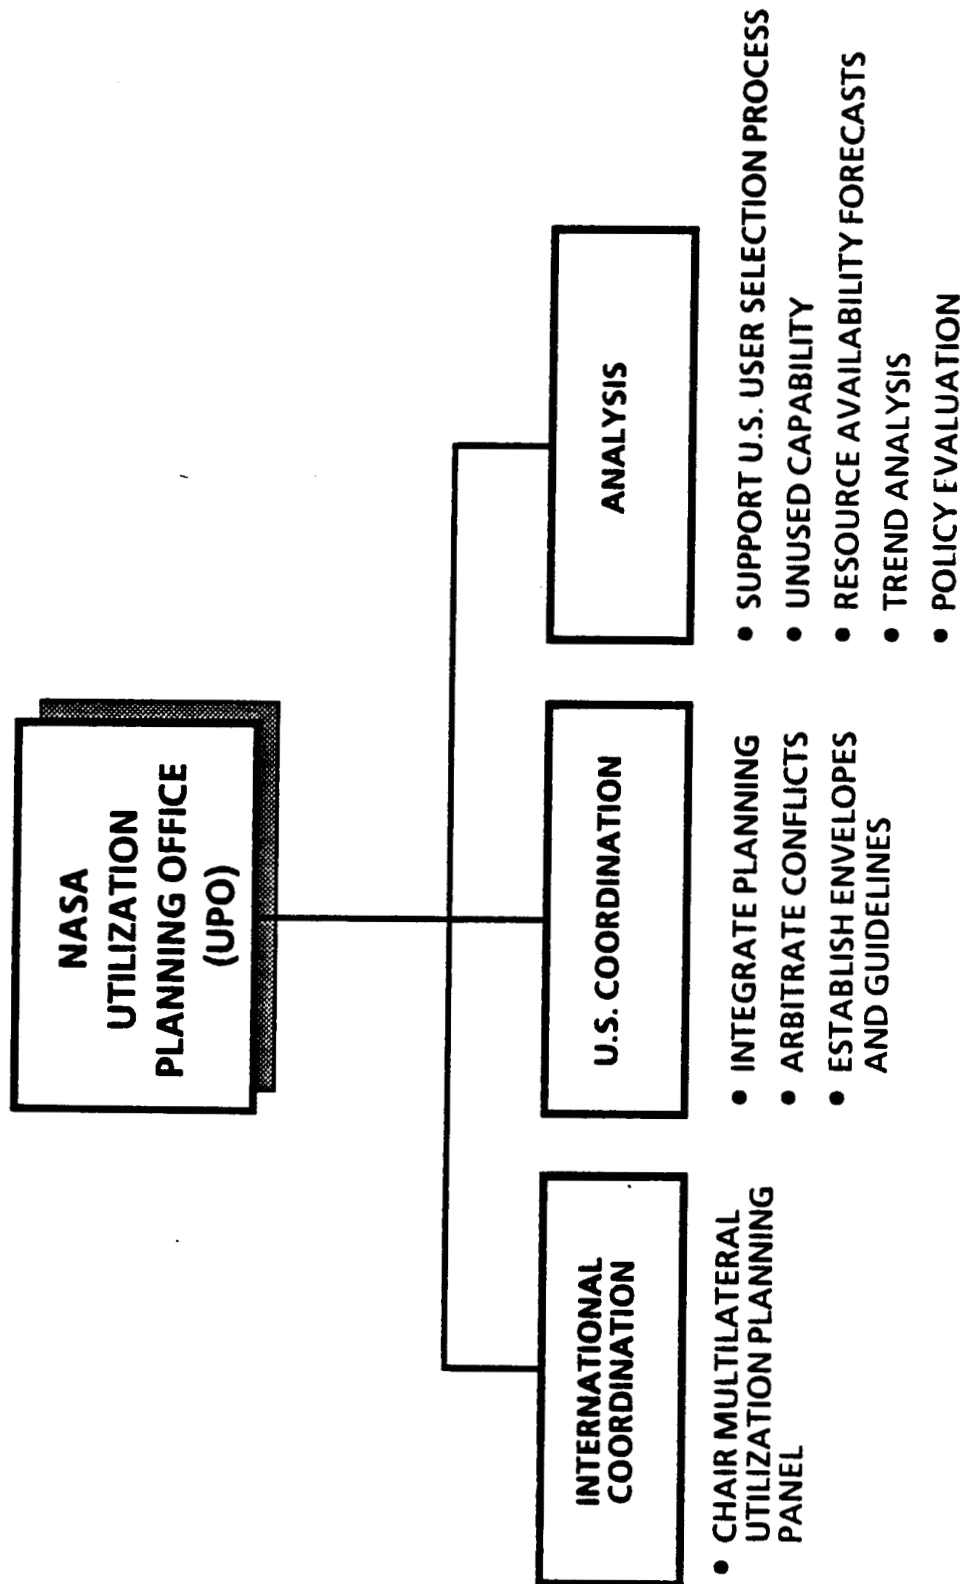 NASA
UTILIZATION
PLANNING OFFICE
(UPO)
INTERNATIONAL
COORDINATION
• CHAIR MULTILATERAL
UTILIZATION PLANNING
PANEL
U.S. COORDINATION
• INTEGRATE PLANNING
• ARBITRATE CONFLICTS
• ESTABLISH ENVELOPES
AND GUIDELINES
ANALYSIS
• SUPPORT U.S. USER SELECTION PROCESS
• UNUSED CAPABILITY
• RESOURCE AVAILABILITY FORECASTS
• TREND ANALYSIS
• POLICY EVALUATION